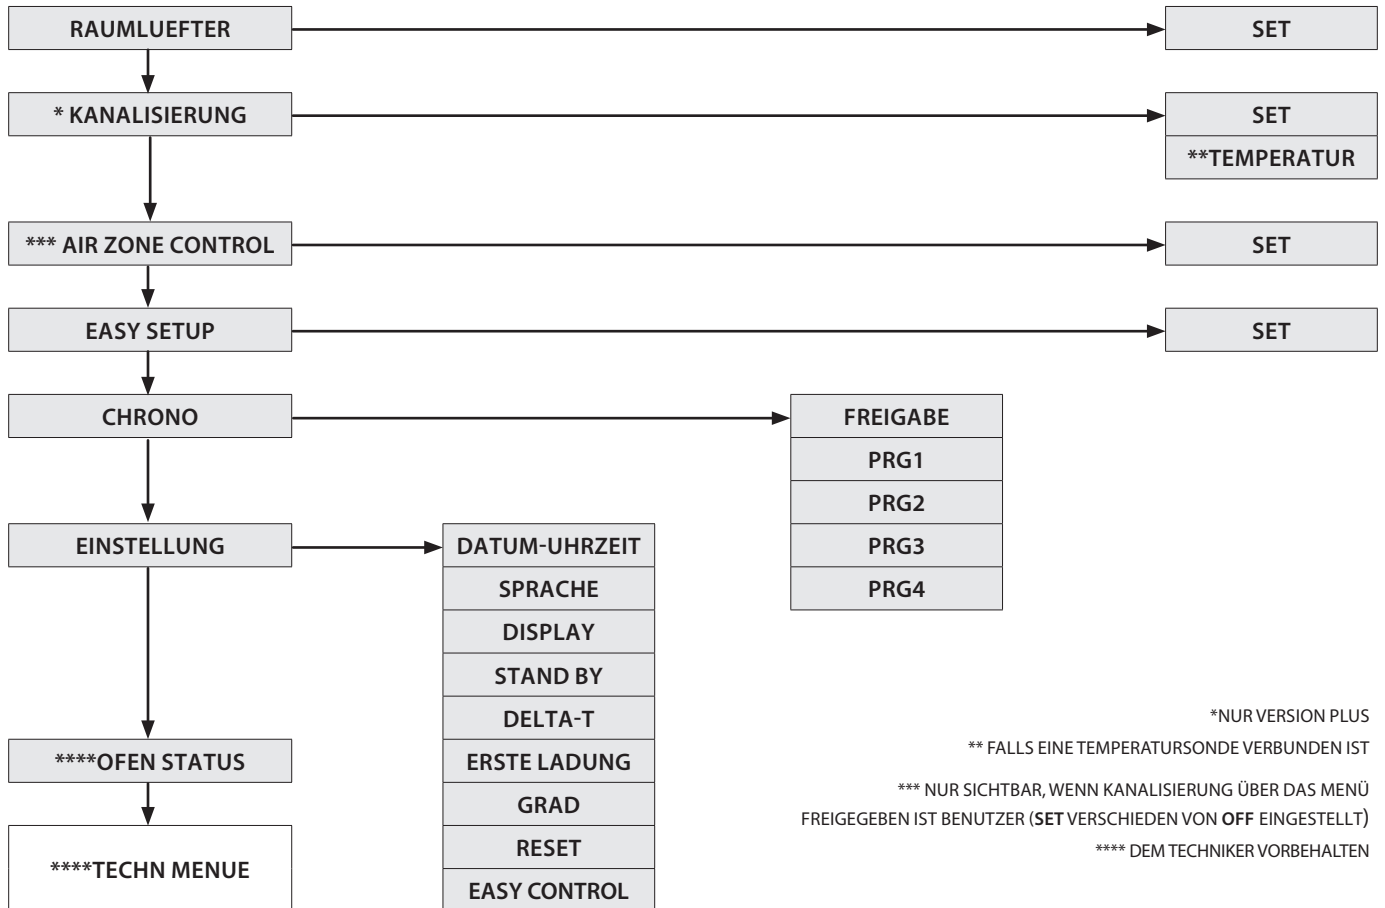 RAUMLUEFTER
SET
* KANALISIERUNG
SET
**TEMPERATUR
*** AIR ZONE CONTROL
SET
EASY SETUP
SET
CHRONO
FREIGABE
PRG1
PRG2
PRG3
PRG4
EINSTELLUNG
DATUM-UHRZEIT
SPRACHE
DISPLAY
STAND BY
DELTA-T
ERSTE LADUNG
GRAD
RESET
EASY CONTROL
****OFEN STATUS
****TECHN MENUE
*NUR VERSION PLUS
** FALLS EINE TEMPERATURSONDE VERBUNDEN IST
*** NUR SICHTBAR, WENN KANALISIERUNG ÜBER DAS MENÜ
FREIGEGEBEN IST BENUTZER (SET VERSCHIEDEN VON OFF EINGESTELLT)
**** DEM TECHNIKER VORBEHALTEN